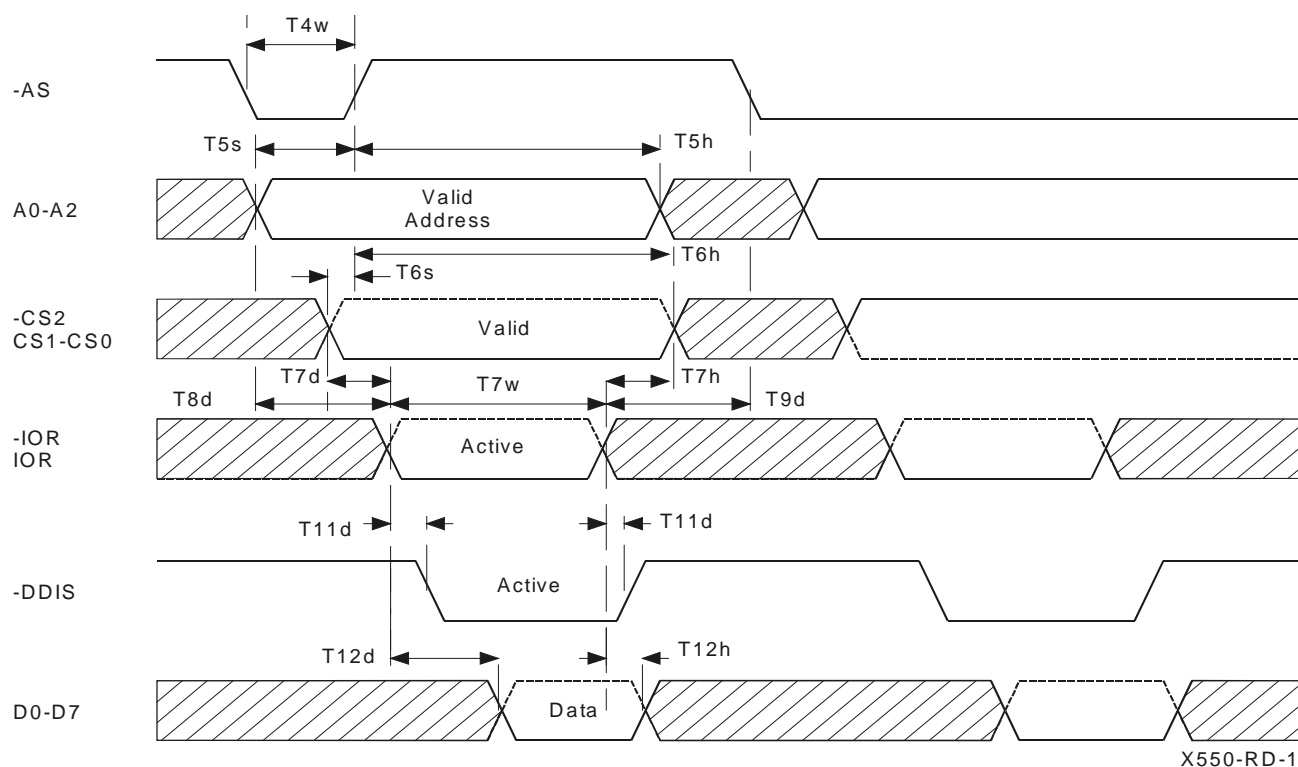 T4w
-AS
T5s
T5h
A0-A2
Valid
Address
T6h
T6s
-CS2
CS1-CS0
Valid
T7d
T7w
T7h
T8d
T9d
-IOR
IOR
Active
T11d
T11d
-DDIS
Active
T12d
T12h
D0-D7
Data
X550-RD-1